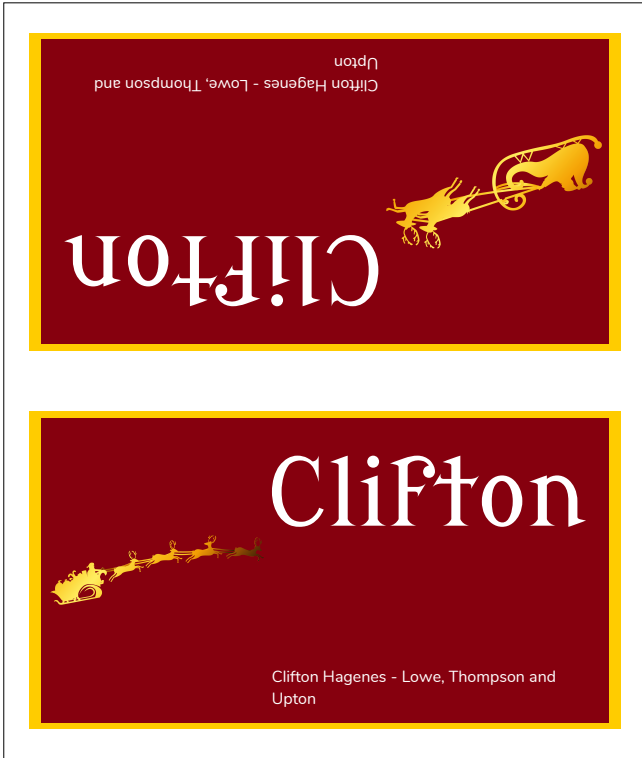 Clifton
Clifton Hagenes - Lowe, Thompson and
Upton
Clifton
Clifton Hagenes - Lowe, Thompson and
Upton